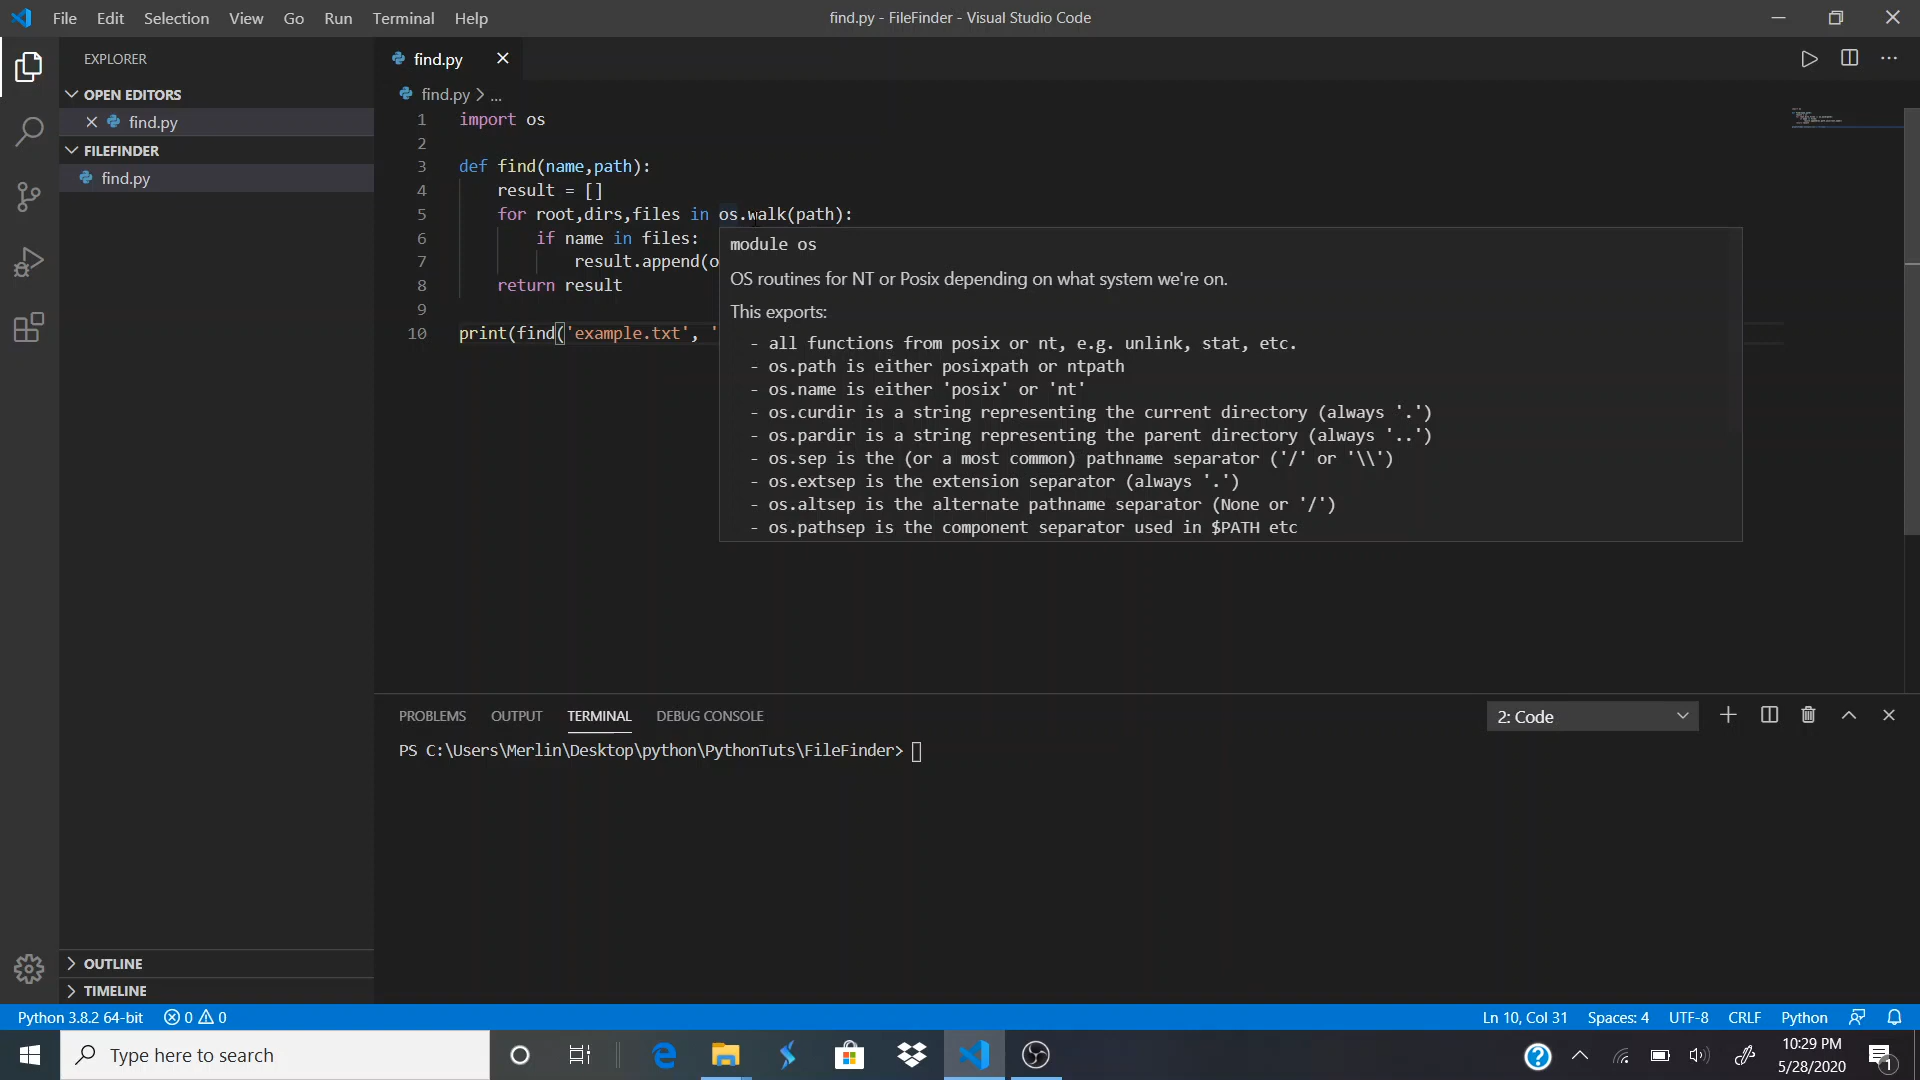 File Edit Selection View Go Run Terminal Help
find.py - FileFinder - Visual Studio Code
EXPLORER
OPEN EDITORS
find.py
FILEFINDER
find.py
OUTLINE
TIMELINE
find.py
find.py > ...
1 import os
2
3 def find(name,path):
4 result = []
5 for root,dirs,files in os.walk(path):
6 if name in files:
7 result.append(o
8 return result
9
10 print(find('example.txt', '
module os
OS routines for NT or Posix depending on what system we're on.
This exports:
- all functions from posix or nt, e.g. unlink, stat, etc.
- os.path is either posixpath or ntpath
- os.name is either 'posix' or 'nt'
- os.curdir is a string representing the current directory (always '.')
- os.pardir is a string representing the parent directory (always '..')
- os.sep is the (or a most common) pathname separator ('/' or '\\')
- os.extsep is the extension separator (always '.')
- os.altsep is the alternate pathname separator (None or '/')
- os.pathsep is the component separator used in $PATH etc
PROBLEMS OUTPUT TERMINAL DEBUG CONSOLE
2: Code
PS C:\Users\Merlin\Desktop\python\PythonTuts\FileFinder>
Python 3.8.2 64-bit 0 0
Ln 10, Col 31 Spaces: 4 UTF-8 CRLF Python
Type here to search
10:29 PM
5/28/2020
1